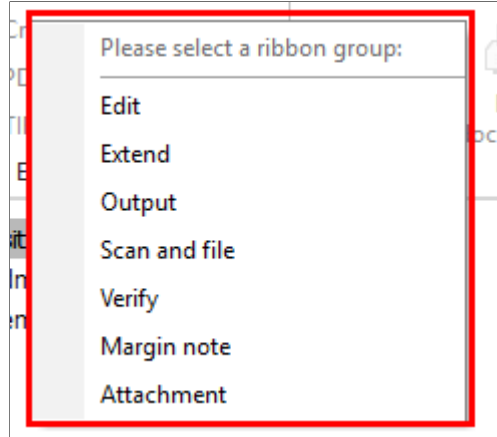 Please select a ribbon group:
Edit
Extend
Output
Scan and file
Verify
Margin note
Attachment